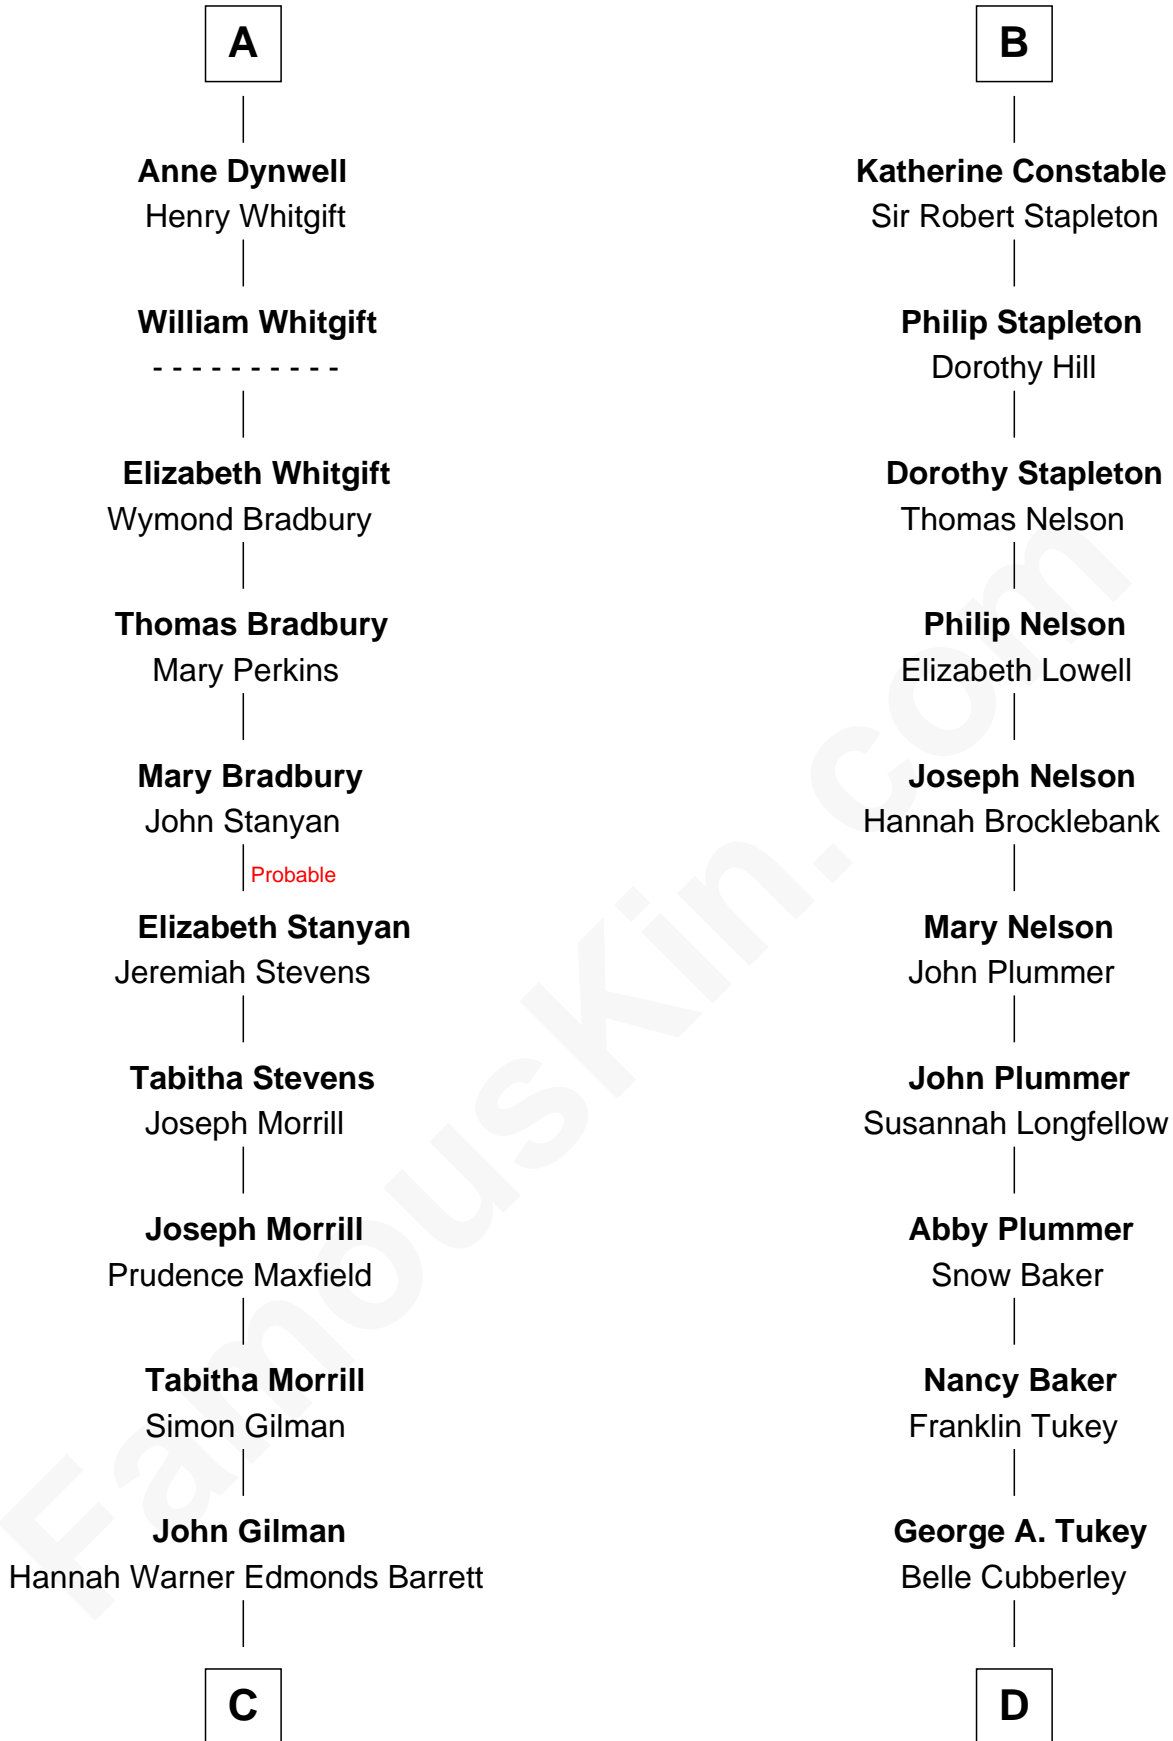 A
Anne Dynwell
Henry Whitgift
William Whitgift
- - - - - - - - - -
Elizabeth Whitgift
Wymond Bradbury
Thomas Bradbury
Mary Perkins
Mary Bradbury
John Stanyan
Probable
Elizabeth Stanyan
Jeremiah Stevens
Tabitha Stevens
Joseph Morrill
Joseph Morrill
Prudence Maxfield
Tabitha Morrill
Simon Gilman
John Gilman
Hannah Warner Edmonds Barrett
C
B
Katherine Constable
Sir Robert Stapleton
Philip Stapleton
Dorothy Hill
Dorothy Stapleton
Thomas Nelson
Philip Nelson
Elizabeth Lowell
Joseph Nelson
Hannah Brocklebank
Mary Nelson
John Plummer
John Plummer
Susannah Longfellow
Abby Plummer
Snow Baker
Nancy Baker
Franklin Tukey
George A. Tukey
Belle Cubberley
D
FamousKin.com